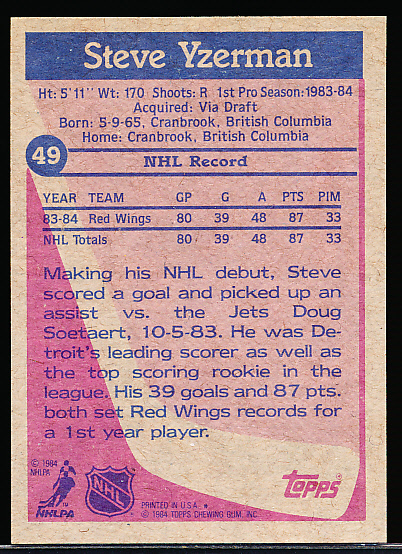 Steve Yzerman
Ht: 5'11" Wt: 170 Shoots: R 1st Pro Season: 1983-84
Acquired: Via Draft
Born: 5-9-65, Cranbrook, British Columbia
Home: Cranbrook, British Columbia
49
NHL Record
YEAR TEAM GP G A PTS PIM
83-84 Red Wings 80 39 48 87 33
NHL Totals 80 39 48 87 33
Making his NHL debut, Steve
scored a goal and picked up an
assist vs. the Jets Doug
Soetaert, 10-5-83. He was De-
troit's leading scorer as well as
the top scoring rookie in the
league. His 39 goals and 87 pts.
both set Red Wings records for
a 1st year player.
© 1984
NHLPA
NHLPA
TM
NHL
topps®
PRINTED IN U.S.A. *
© 1984 TOPPS CHEWING GUM, INC.